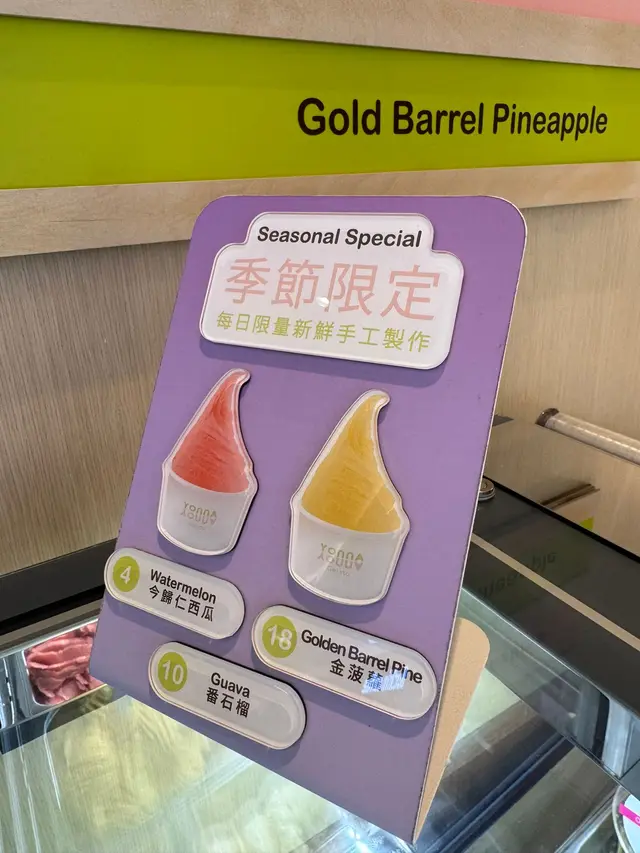 Gold Barrel Pineapple
Seasonal Special
季節限定
每日限量新鮮手工製作
4
Watermelon
今歸仁西瓜
18
Golden Barrel Pine
金菠蘿
10
Guava
番石榴